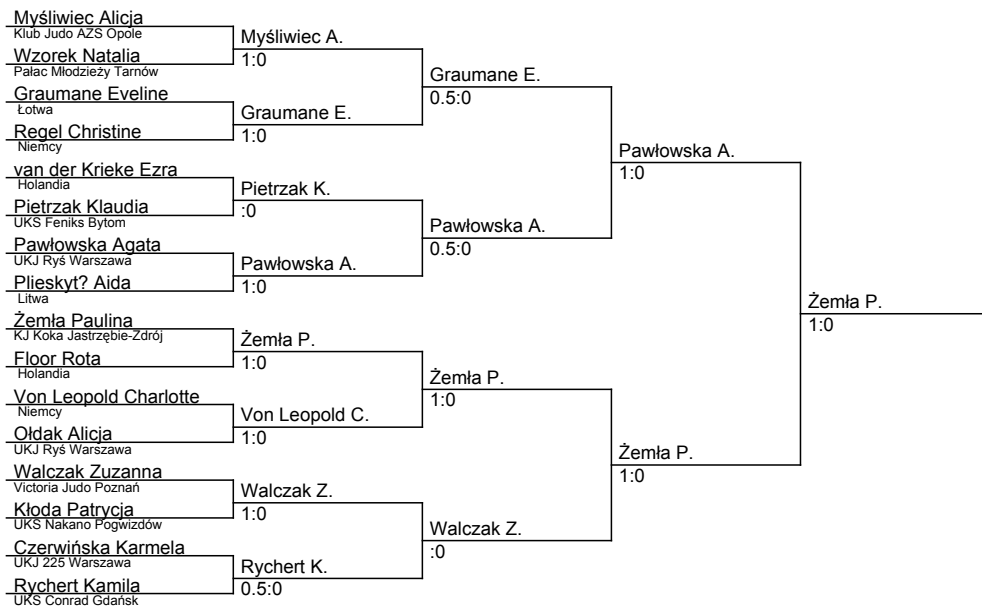 Myśliwiec Alicja
Klub Judo AZS Opole
Wzorek Natalia
Pałac Młodzieży Tarnów
Graumane Eveline
Łotwa
Regel Christine
Niemcy
van der Krieke Ezra
Holandia
Pietrzak Klaudia
UKS Feniks Bytom
Pawłowska Agata
UKJ Ryś Warszawa
Plieskyt? Aida
Litwa
Żemła Paulina
KJ Koka Jastrzębie-Zdrój
Floor Rota
Holandia
Von Leopold Charlotte
Niemcy
Ołdak Alicja
UKJ Ryś Warszawa
Walczak Zuzanna
Victoria Judo Poznań
Kłoda Patrycja
UKS Nakano Pogwizdów
Czerwińska Karmela
UKJ 225 Warszawa
Rychert Kamila
UKS Conrad Gdańsk
Myśliwiec A.
1:0
Graumane E.
1:0
Pietrzak K.
:0
Pawłowska A.
1:0
Żemła P.
1:0
Von Leopold C.
1:0
Walczak Z.
1:0
Rychert K.
0.5:0
Graumane E.
0.5:0
Pawłowska A.
0.5:0
Żemła P.
1:0
Walczak Z.
:0
Pawłowska A.
1:0
Żemła P.
1:0
Żemła P.
1:0